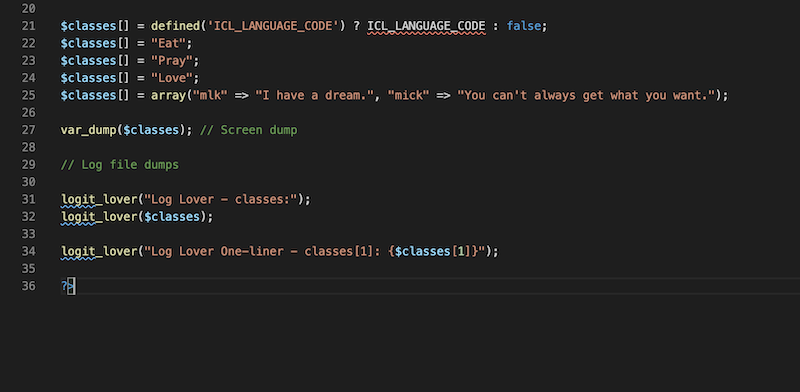 20
21 $classes[] = defined('ICL_LANGUAGE_CODE') ? ICL_LANGUAGE_CODE : false;
22 $classes[] = "Eat";
23 $classes[] = "Pray";
24 $classes[] = "Love";
25 $classes[] = array("mlk" => "I have a dream.", "mick" => "You can't always get what you want.");
26
27 var_dump($classes); // Screen dump
28
29 // Log file dumps
30
31 logit_lover("Log Lover - classes:");
32 logit_lover($classes);
33
34 logit_lover("Log Lover One-liner - classes[1]: {$classes[1]}");
35
36 ?>